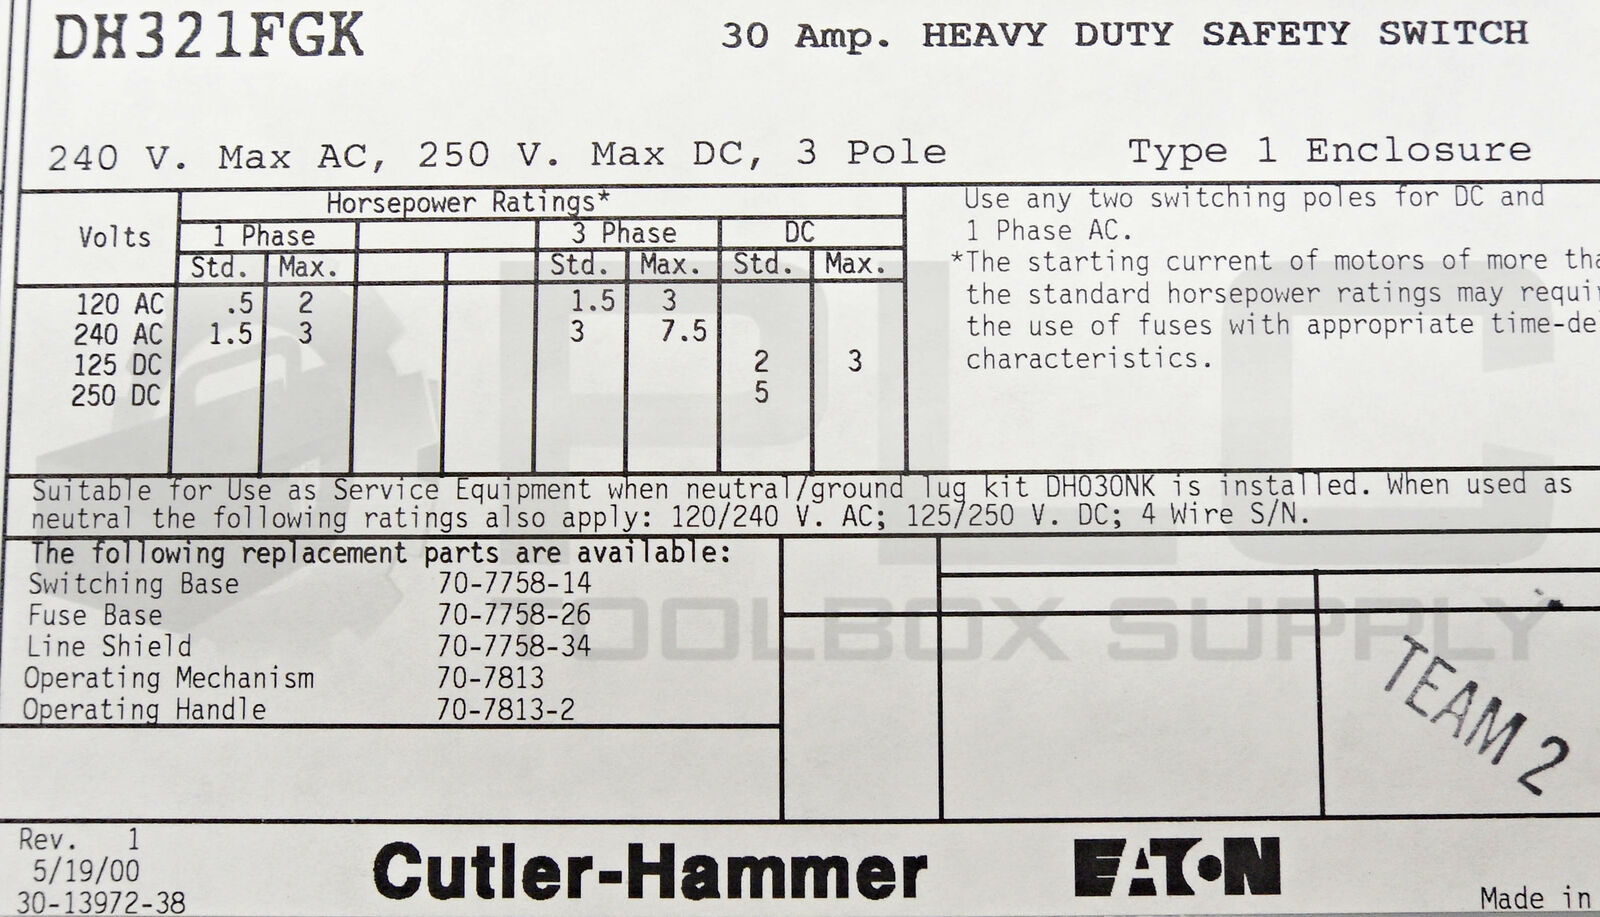 DH321FGK
30 Amp. HEAVY DUTY SAFETY SWITCH
240 V. Max AC, 250 V. Max DC, 3 Pole
Type 1 Enclosure
Horsepower Ratings*
Volts 1 Phase 3 Phase DC
Std. Max. Std. Max. Std. Max.
120 AC .5 2 1.5 3
240 AC 1.5 3 3 7.5
125 DC 2 3
250 DC 5
Use any two switching poles for DC and
1 Phase AC.
*The starting current of motors of more
the standard horsepower ratings may
the use of fuses with appropriate
characteristics.
Suitable for Use as Service Equipment when neutral/ground lug kit DH030NK is installed. When used as
neutral the following ratings also apply: 120/240 V. AC; 125/250 V. DC; 4 Wire S/N.
The following replacement parts are available:
Switching Base 70-7758-14
Fuse Base 70-7758-26
Line Shield 70-7758-34
Operating Mechanism 70-7813
Operating Handle 70-7813-2
PLC
TOOLBOX SUPPLY
TEAM 2
Rev. 1
5/19/00
30-13972-38
Cutler-Hammer
EATON
Made in